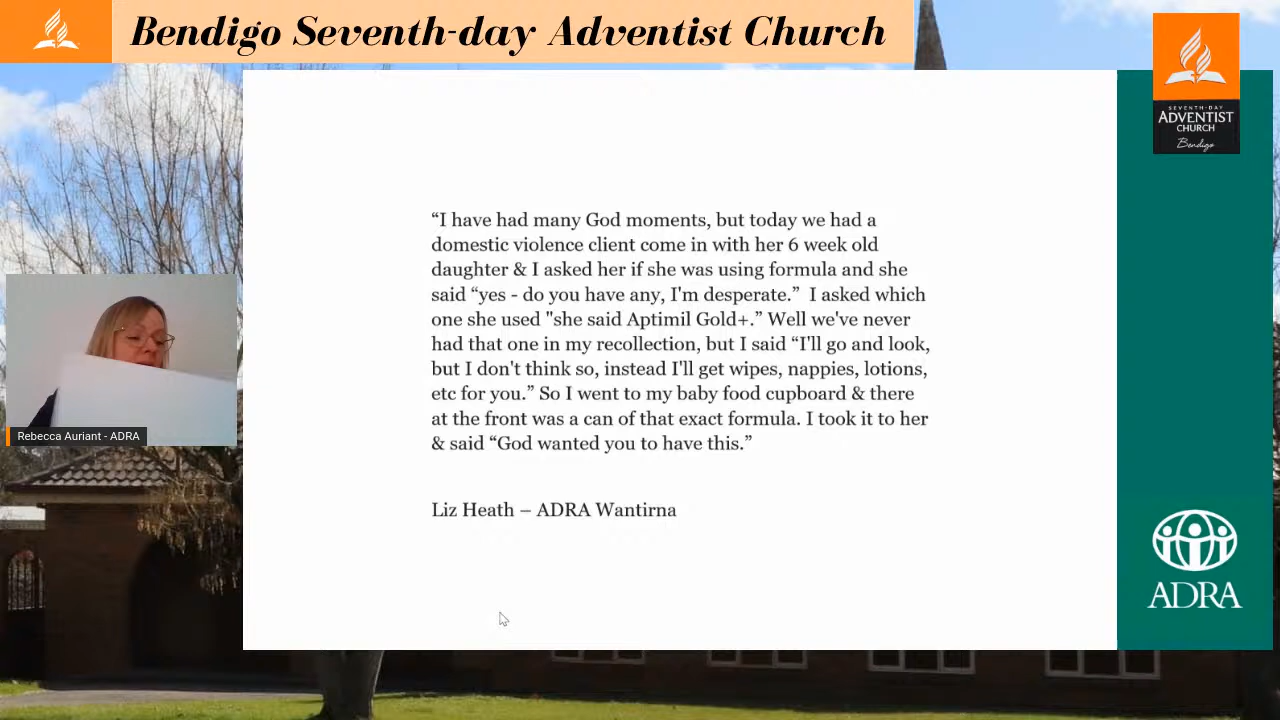 Bendigo Seventh-day Adventist Church
SEVENTH-DAY
ADVENTIST
CHURCH
Bendigo
“I have had many God moments, but today we had a
domestic violence client come in with her 6 week old
daughter & I asked her if she was using formula and she
said “yes - do you have any, I'm desperate.”  I asked which
one she used "she said Aptimil Gold+.” Well we've never
had that one in my recollection, but I said “I'll go and look,
but I don't think so, instead I'll get wipes, nappies, lotions,
etc for you.” So I went to my baby food cupboard & there
at the front was a can of that exact formula. I took it to her
& said “God wanted you to have this.”
Liz Heath – ADRA Wantirna
Rebecca Auriant - ADRA
ADRA